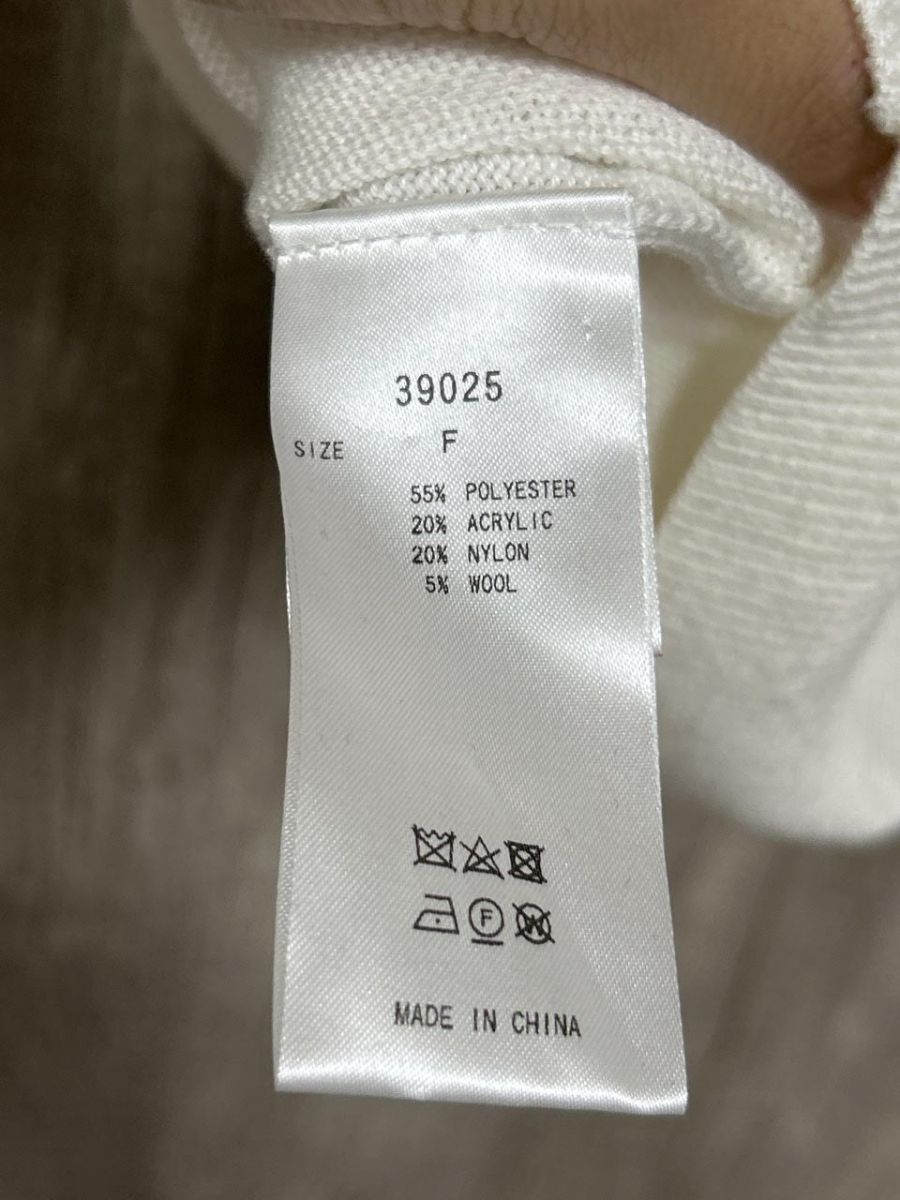 39025
SIZE F
55% POLYESTER
20% ACRYLIC
20% NYLON
5% WOOL
F W
MADE IN CHINA